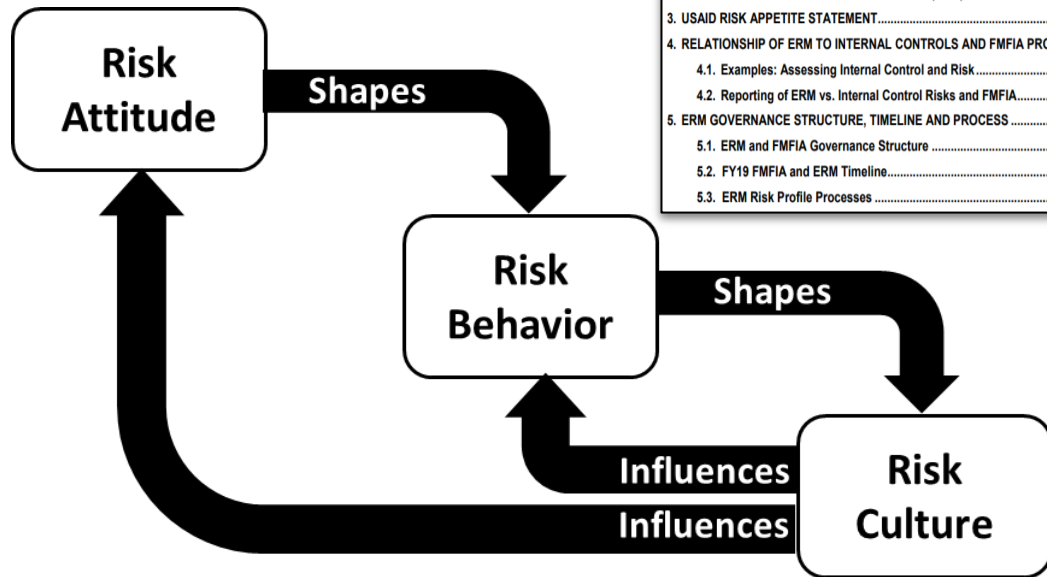 Risk
Attitude
Shapes
3. USAID RISK APPETITE STATEMENT
4. RELATIONSHIP OF ERM TO INTERNAL CONTROLS AND FMFIA
4.1. Examples: Assessing Internal Control and Risk
4.2. Reporting of ERM vs. Internal Control Risks and FMFIA
5. ERM GOVERNANCE STRUCTURE, TIMELINE AND PROCESS
5.1. ERM and FMFIA Governance Structure
5.2. FY19 FMFIA and ERM Timeline
5.3. ERM Risk Profile Processes
Risk
Behavior
Shapes
Influences
Influences
Risk
Culture